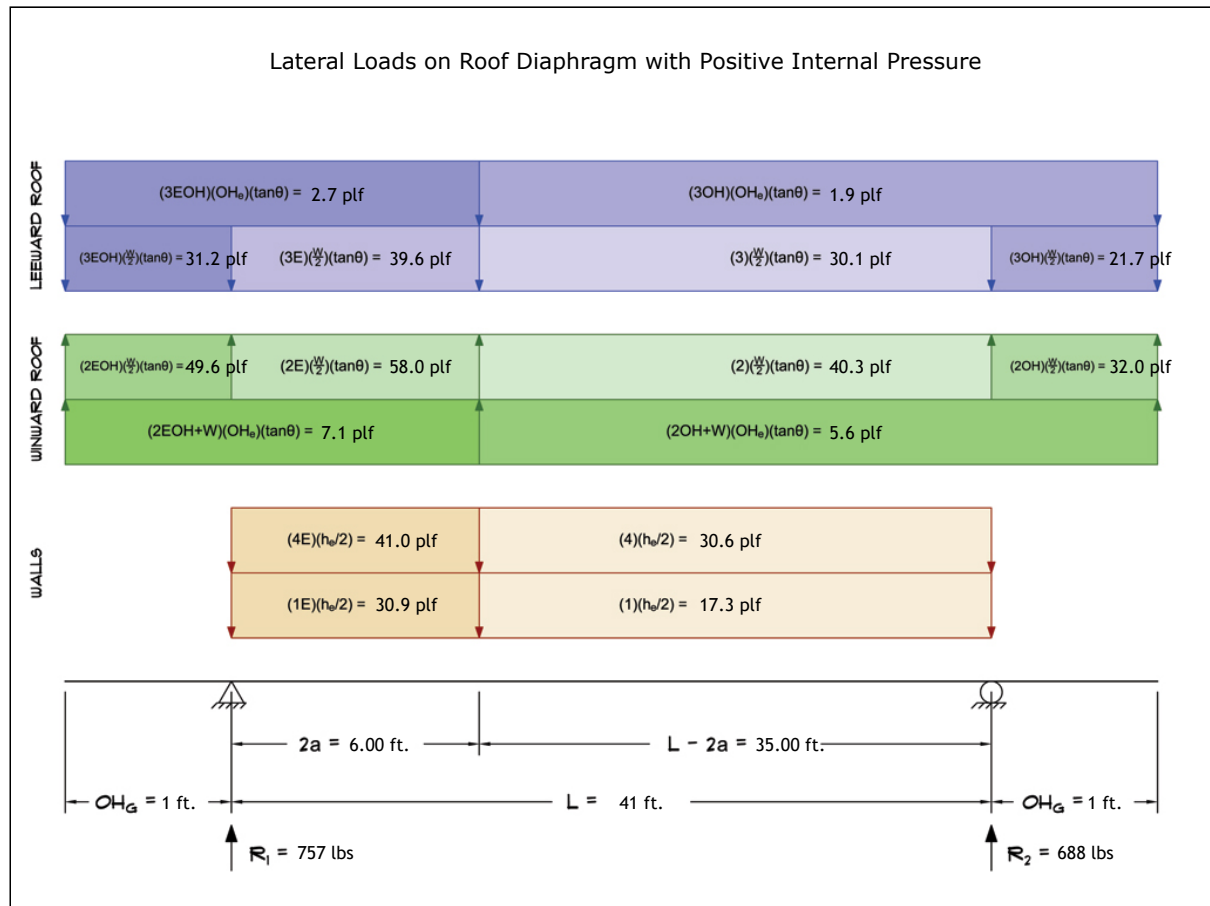 Lateral Loads on Roof Diaphragm with Positive Internal Pressure
LEEWARD ROOF
(3EOH)(OHₑ)(tanθ) = 2.7 plf
(3OH)(OHₑ)(tanθ) = 1.9 plf
(3EOH)(W/2)(tanθ) = 31.2 plf
(3E)(W/2)(tanθ) = 39.6 plf
(3)(W/2)(tanθ) = 30.1 plf
(3OH)(W/2)(tanθ) = 21.7 plf
WINWARD ROOF
(2EOH)(W/2)(tanθ) = 49.6 plf
(2E)(W/2)(tanθ) = 58.0 plf
(2)(W/2)(tanθ) = 40.3 plf
(2OH)(W/2)(tanθ) = 32.0 plf
(2EOH+W)(OHₑ)(tanθ) = 7.1 plf
(2OH+W)(OHₑ)(tanθ) = 5.6 plf
WALLS
(4E)(hₑ/2) = 41.0 plf
(4)(hₑ/2) = 30.6 plf
(1E)(hₑ/2) = 30.9 plf
(1)(hₑ/2) = 17.3 plf
2a = 6.00 ft.
L - 2a = 35.00 ft.
OH_G = 1 ft.
L = 41 ft.
OH_G = 1 ft.
R₁ = 757 lbs
R₂ = 688 lbs